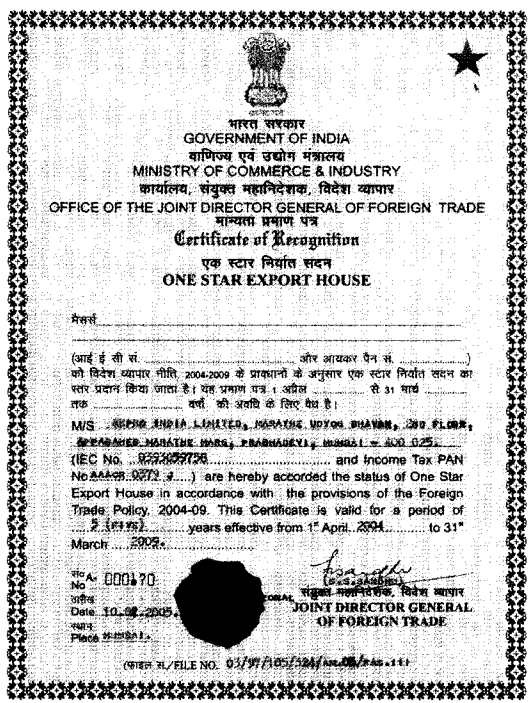 भारत सरकार
GOVERNMENT OF INDIA
वाणिज्य एवं उद्योग मंत्रालय
MINISTRY OF COMMERCE & INDUSTRY
कार्यालय, संयुक्त महानिदेशक, विदेश व्यापार
OFFICE OF THE JOINT DIRECTOR GENERAL OF FOREIGN TRADE
मान्यता प्रमाण पत्र
Certificate of Recognition
एक स्टार निर्यात सदन
ONE STAR EXPORT HOUSE
मैसर्स
(आई ई सी सं. और आयकर पैन सं. )
को विदेश व्यापार नीति, 2004-2009 के प्रावधानों के अनुसार एक स्टार निर्यात सदन का
स्तर प्रदान किया जाता है। यह प्रमाण पत्र 1 अप्रैल से 31 मार्च
तक वर्षों की अवधि के लिए वैध है।
M/S INDIA LIMITED, MARATHE UDYOG BHAVAN, 2ND FLOOR,
APPASAHEB MARATHE MARG, PRABHADEVI, MUMBAI - 400 025.
(IEC No. and Income Tax PAN
No ) are hereby accorded the status of One Star
Export House in accordance with the provisions of the Foreign
Trade Policy, 2004-09. This Certificate is valid for a period of
5 (FIVE) years effective from 1st April 2004 to 31st
March 2009.
सं० A.
No 000170
(S.S.SANDHU)
संयुक्त महानिदेशक, विदेश व्यापार
तारीख
Date 2005.
JOINT DIRECTOR GENERAL
OF FOREIGN TRADE
स्थान
Place MUMBAI.
(फाइल सं./FILE NO.